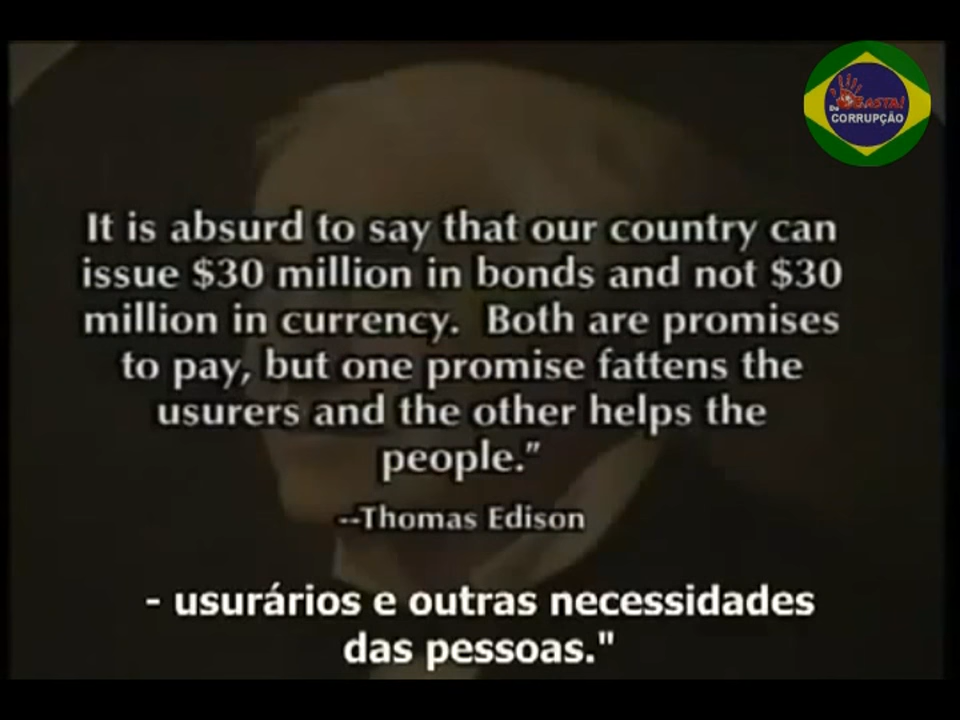 De BASTA!
CORRUPÇÃO
It is absurd to say that our country can
issue $30 million in bonds and not $30
million in currency. Both are promises
to pay, but one promise fattens the
usurers and the other helps the
people.”
--Thomas Edison
- usurários e outras necessidades
das pessoas."